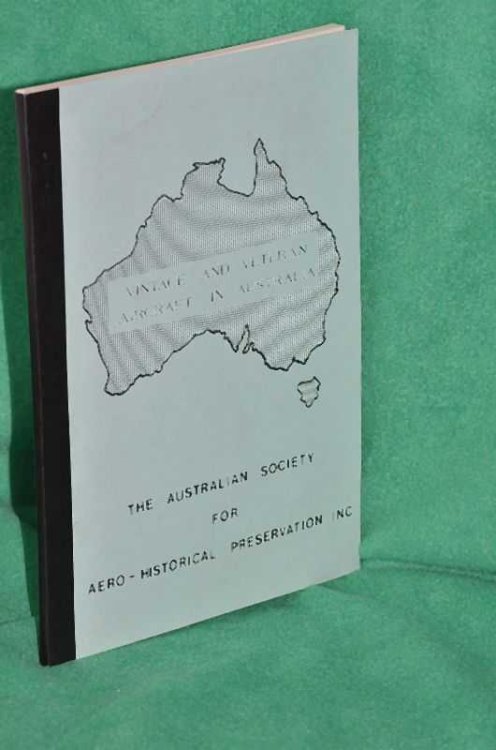 VINTAGE AND VETERAN
AIRCRAFT IN AUSTRALIA
THE AUSTRALIAN SOCIETY
FOR
AERO-HISTORICAL PRESERVATION INC